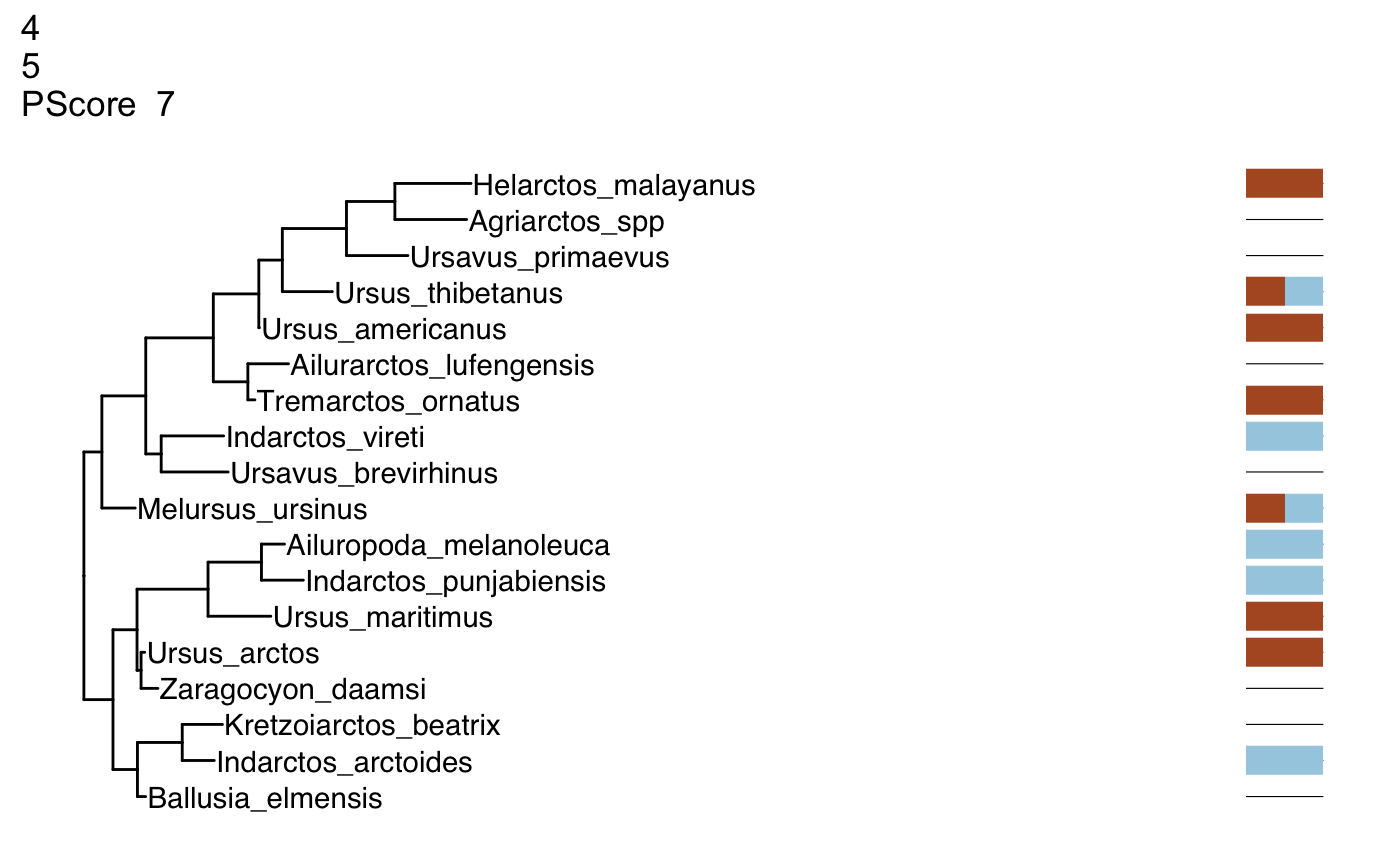 4
5
PScore 7
Helarctos_malayanus
Agriarctos_spp
Ursavus_primaevus
Ursus_thibetanus
Ursus_americanus
Ailurarctos_lufengensis
Tremarctos_ornatus
Indarctos_vireti
Ursavus_brevirhinus
Melursus_ursinus
Ailuropoda_melanoleuca
Indarctos_punjabiensis
Ursus_maritimus
Ursus_arctos
Zaragocyon_daamsi
Kretzoiarctos_beatrix
Indarctos_arctoides
Ballusia_elmensis